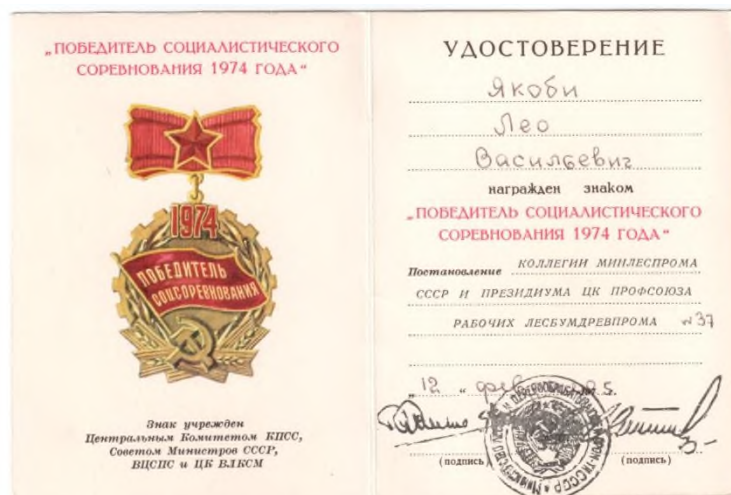 „ПОБЕДИТЕЛЬ СОЦИАЛИСТИЧЕСКОГО
СОРЕВНОВАНИЯ 1974 ГОДА“
1974
ПОБЕДИТЕЛЬ
СОЦСОРЕВНОВАНИЯ
Знак учрежден
Центральным Комитетом КПСС,
Советом Министров СССР,
ВЦСПС и ЦК ВЛКСМ
УДОСТОВЕРЕНИЕ
Якоби
Лео
Васильевич
награжден знаком
„ПОБЕДИТЕЛЬ СОЦИАЛИСТИЧЕСКОГО
СОРЕВНОВАНИЯ 1974 ГОДА“
Постановление КОЛЛЕГИИ МИНЛЕСПРОМА
СССР И ПРЕЗИДИУМА ЦК ПРОФСОЮЗА
РАБОЧИХ ЛЕСБУМДРЕВПРОМА №37
„12“
(подпись) (подпись)